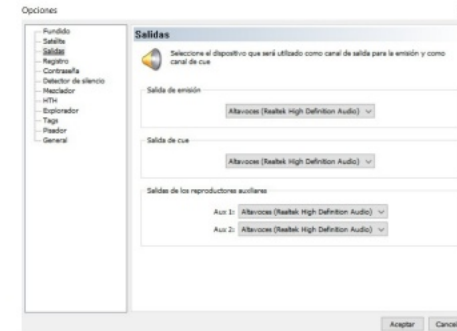 Opciones
Fundido
Satélite
Salidas
Registro
Contraseña
Detector de silencio
Mezclador
HTH
Explorador
Tags
Pisador
General
Salidas
Seleccione el dispositivo que será utilizado como canal de salida para la emisión y como
canal de cue
Salida de emisión
Altavoces (Realtek High Definition Audio)
Salida de cue
Altavoces (Realtek High Definition Audio)
Salidas de los reproductores auxiliares
Aux 1: Altavoces (Realtek High Definition Audio)
Aux 2: Altavoces (Realtek High Definition Audio)
Aceptar Cancel